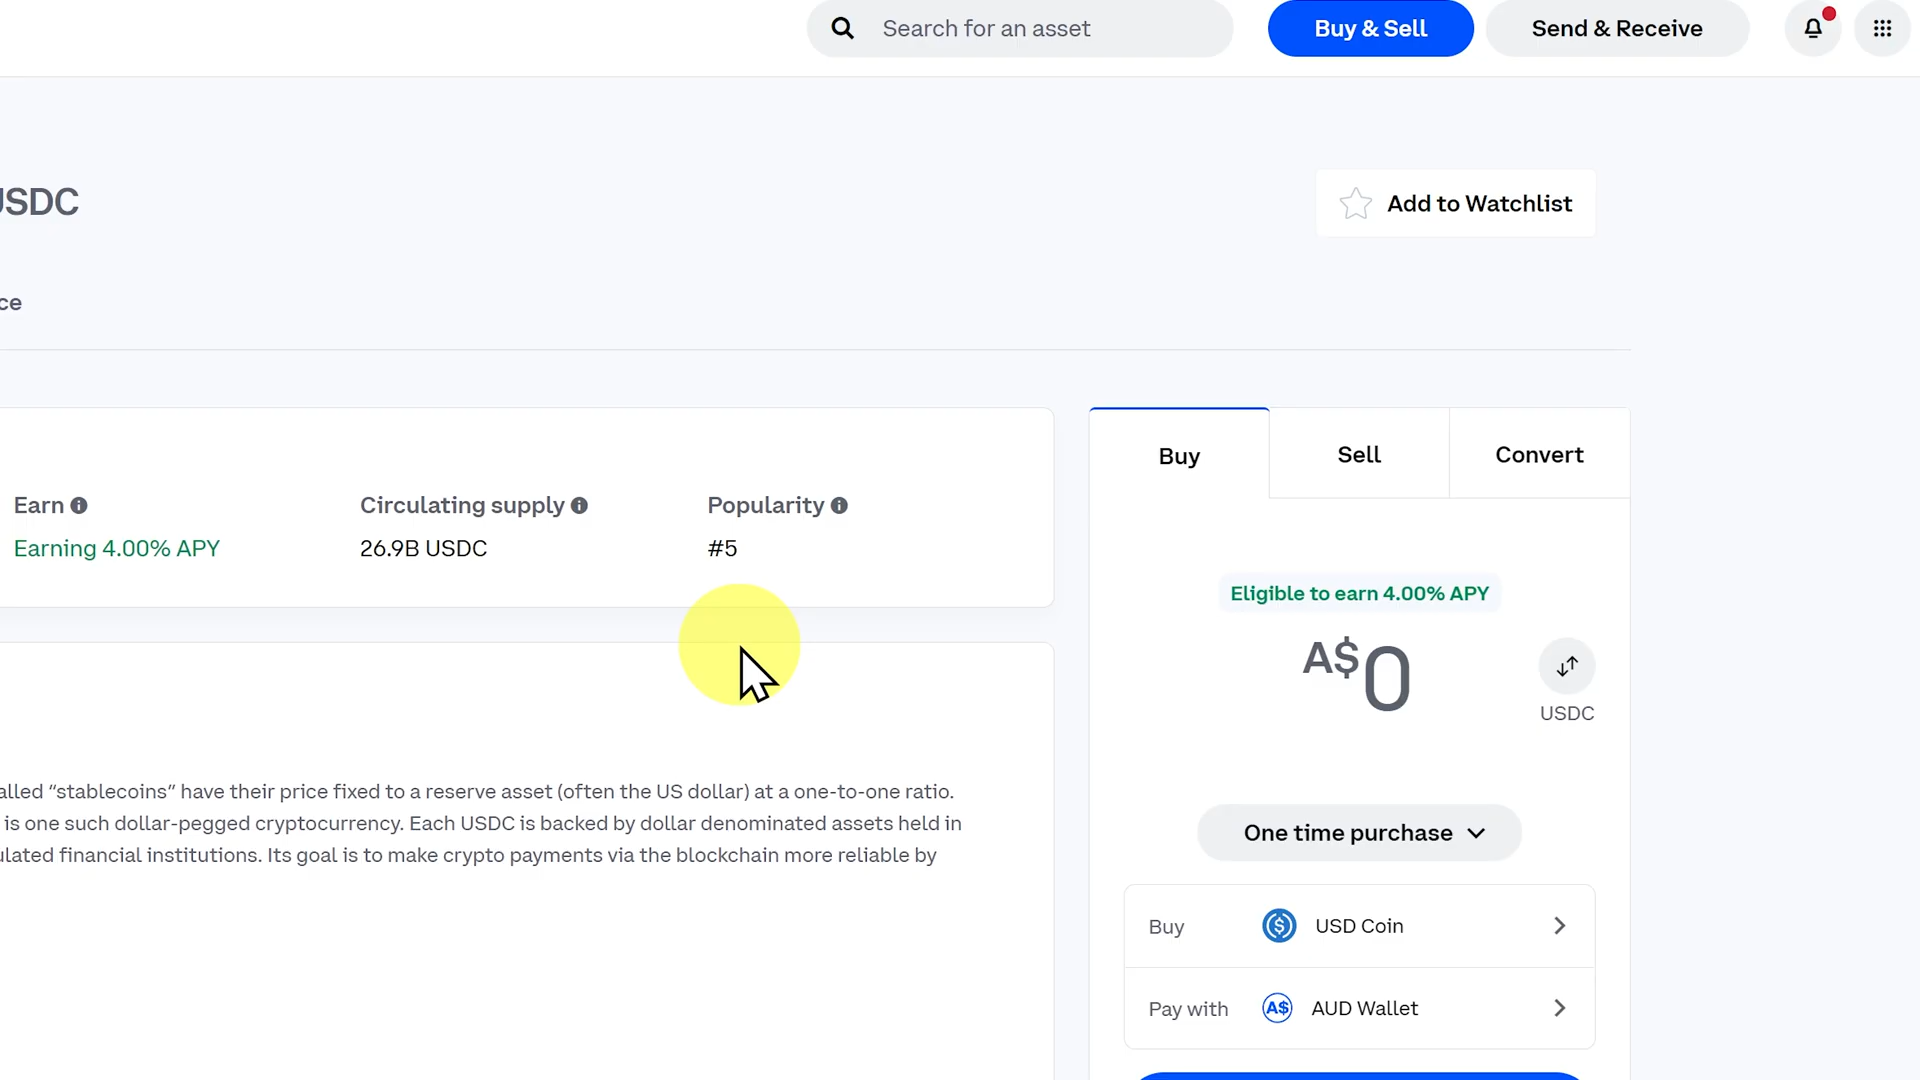 Search for an asset
Buy & Sell
Send & Receive
USDC
Add to Watchlist
Buy
Sell
Convert
Earn
Circulating supply
Popularity
Earning 4.00% APY
26.9B USDC
#5
Eligible to earn 4.00% APY
A$0
USDC
"stablecoins" have their price fixed to a reserve asset (often the US dollar) at a one-to-one ratio.
is one such dollar-pegged cryptocurrency. Each USDC is backed by dollar denominated assets held in
financial institutions. Its goal is to make crypto payments via the blockchain more reliable by
One time purchase
Buy
USD Coin
Pay with
A$
AUD Wallet